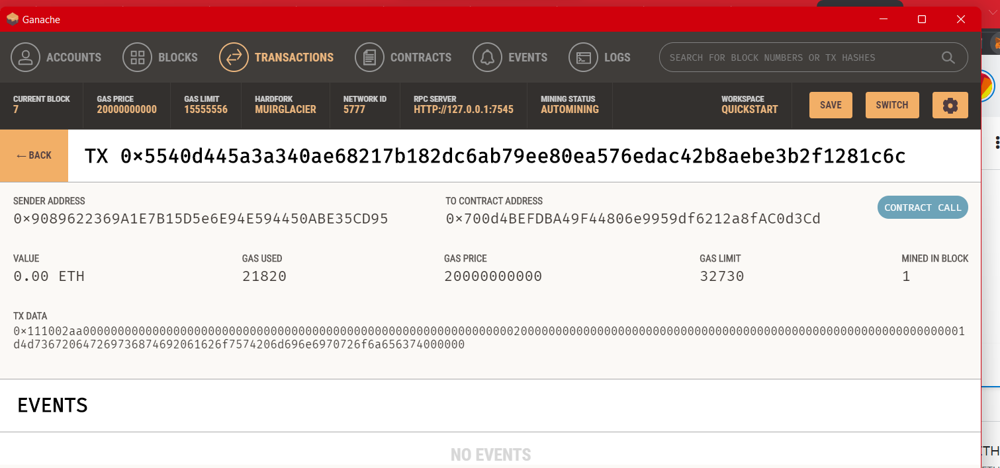 Ganache
ACCOUNTS BLOCKS TRANSACTIONS CONTRACTS EVENTS LOGS SEARCH FOR BLOCK NUMBERS OR TX HASHES
CURRENT BLOCK GAS PRICE GAS LIMIT HARDFORK NETWORK ID RPC SERVER MINING STATUS WORKSPACE
7 20000000000 15555556 MUIRGLACIER 5777 HTTP://127.0.0.1:7545 AUTOMINING QUICKSTART SAVE SWITCH
← BACK TX 0×5540d445a3a340ae68217b182dc6ab79ee80ea576edac42b8aebe3b2f1281c6c
SENDER ADDRESS TO CONTRACT ADDRESS
0×9089622369A1E7B15D5e6E94E594450ABE35CD95 0×700d4BEFDBA49F44806e9959df6212a8fAC0d3Cd CONTRACT CALL
VALUE GAS USED GAS PRICE GAS LIMIT MINED IN BLOCK
0.00 ETH 21820 20000000000 32730 1
TX DATA
0×111002aa00000000000000000000000000000000000000000000000000000000000000200000000000000000000000000000000000000000000000000000000000000001
d4d736720647269736874692061626f7574206d696e6970726f6a656374000000
EVENTS
NO EVENTS